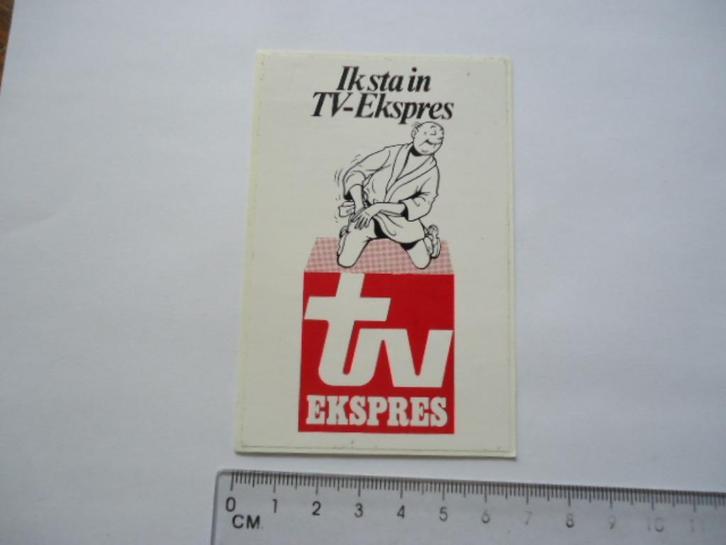 Ik sta in
TV-Ekspres
tv
EKSPRES
0 1 2 3 4 5 6 7 8 9 10 11
CM